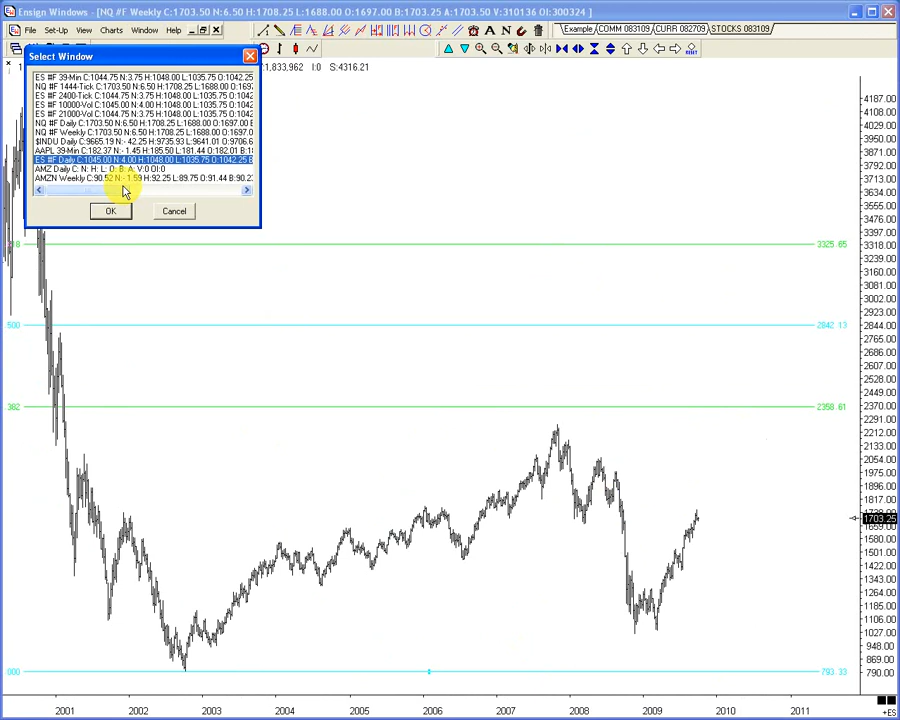 Ensign Windows - [NQ #F Weekly C:1703.50 N:6.50 H:1708.25 L:1688.00 O:1697.00 B:1703.25 A:1703.50 V:310136 OI:300324 ]
File Set-Up View Charts Window Help
Example COMM 083109 CURR 082709 STOCKS 083109
Select Window
:1,833,962 I:0 S:4316.21
ES #F 39-Min C:1044.75 N:3.75 H:1048.00 L:1035.75 O:1042.25
NQ #F 1444-Tick C:1703.50 N:6.50 H:1708.25 L:1688.00 O:1697
ES #F 2400-Tick C:1044.75 N:3.75 H:1048.00 L:1035.75 O:1042
ES #F 10000-Vol C:1045.00 N:4.00 H:1048.00 L:1035.75 O:1042
ES #F 21000-Vol C:1044.75 N:3.75 H:1048.00 L:1035.75 O:1042
NQ #F Daily C:1703.50 N:6.50 H:1708.25 L:1688.00 O:1697.00 B
NQ #F Weekly C:1703.50 N:6.50 H:1708.25 L:1688.00 O:1697.0
$INDU Daily C:9665.19 N:- 42.25 H:9735.93 L:9641.01 O:9706.6
AAPL 39-Min C:182.37 N:- 1.45 H:185.50 L:181.44 O:182.01 B:1
ES #F Daily C:1045.00 N:4.00 H:1048.00 L:1035.75 O:1042.25 B
AMZ Daily C: N: H: L: O: B: A: V:0 OI:0
AMZN Weekly C:90.52 N:- 1.59 H:92.25 L:89.75 O:91.44 B:90.2
OK Cancel
4187.00
4108.00
4029.00
3950.00
3871.00
3792.00
3713.00
3634.00
3555.00
3476.00
3397.00
3318.00
3239.00
3160.00
3081.00
3002.00
2923.00
2844.00
2765.00
2686.00
2607.00
2528.00
2449.00
2370.00
2291.00
2212.00
2133.00
2054.00
1975.00
1896.00
1817.00
1703.25
1659.00
1580.00
1501.00
1422.00
1343.00
1264.00
1185.00
1106.00
1027.00
948.00
869.00
790.00
3325.65
500 2842.13
382 2358.61
000 793.33
2001 2002 2003 2004 2005 2006 2007 2008 2009 2010 2011
+ES